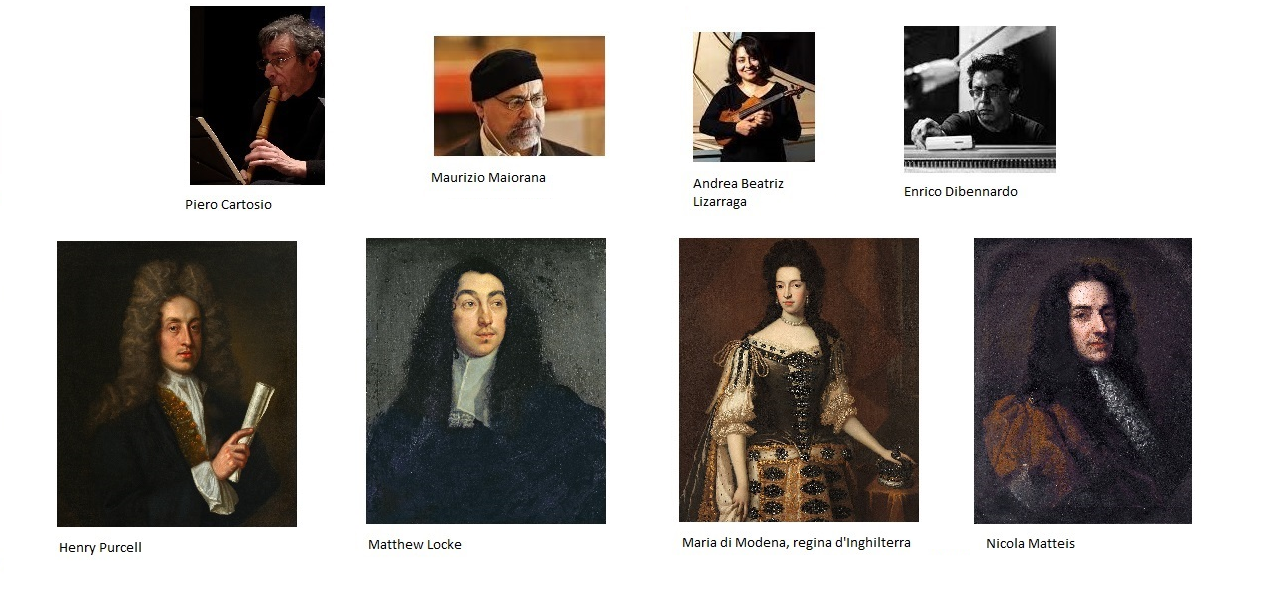 Piero Cartosio
Maurizio Maiorana
Andrea Beatriz
Lizarraga
Enrico Dibennardo
Henry Purcell
Matthew Locke
Maria di Modena, regina d'Inghilterra
Nicola Matteis